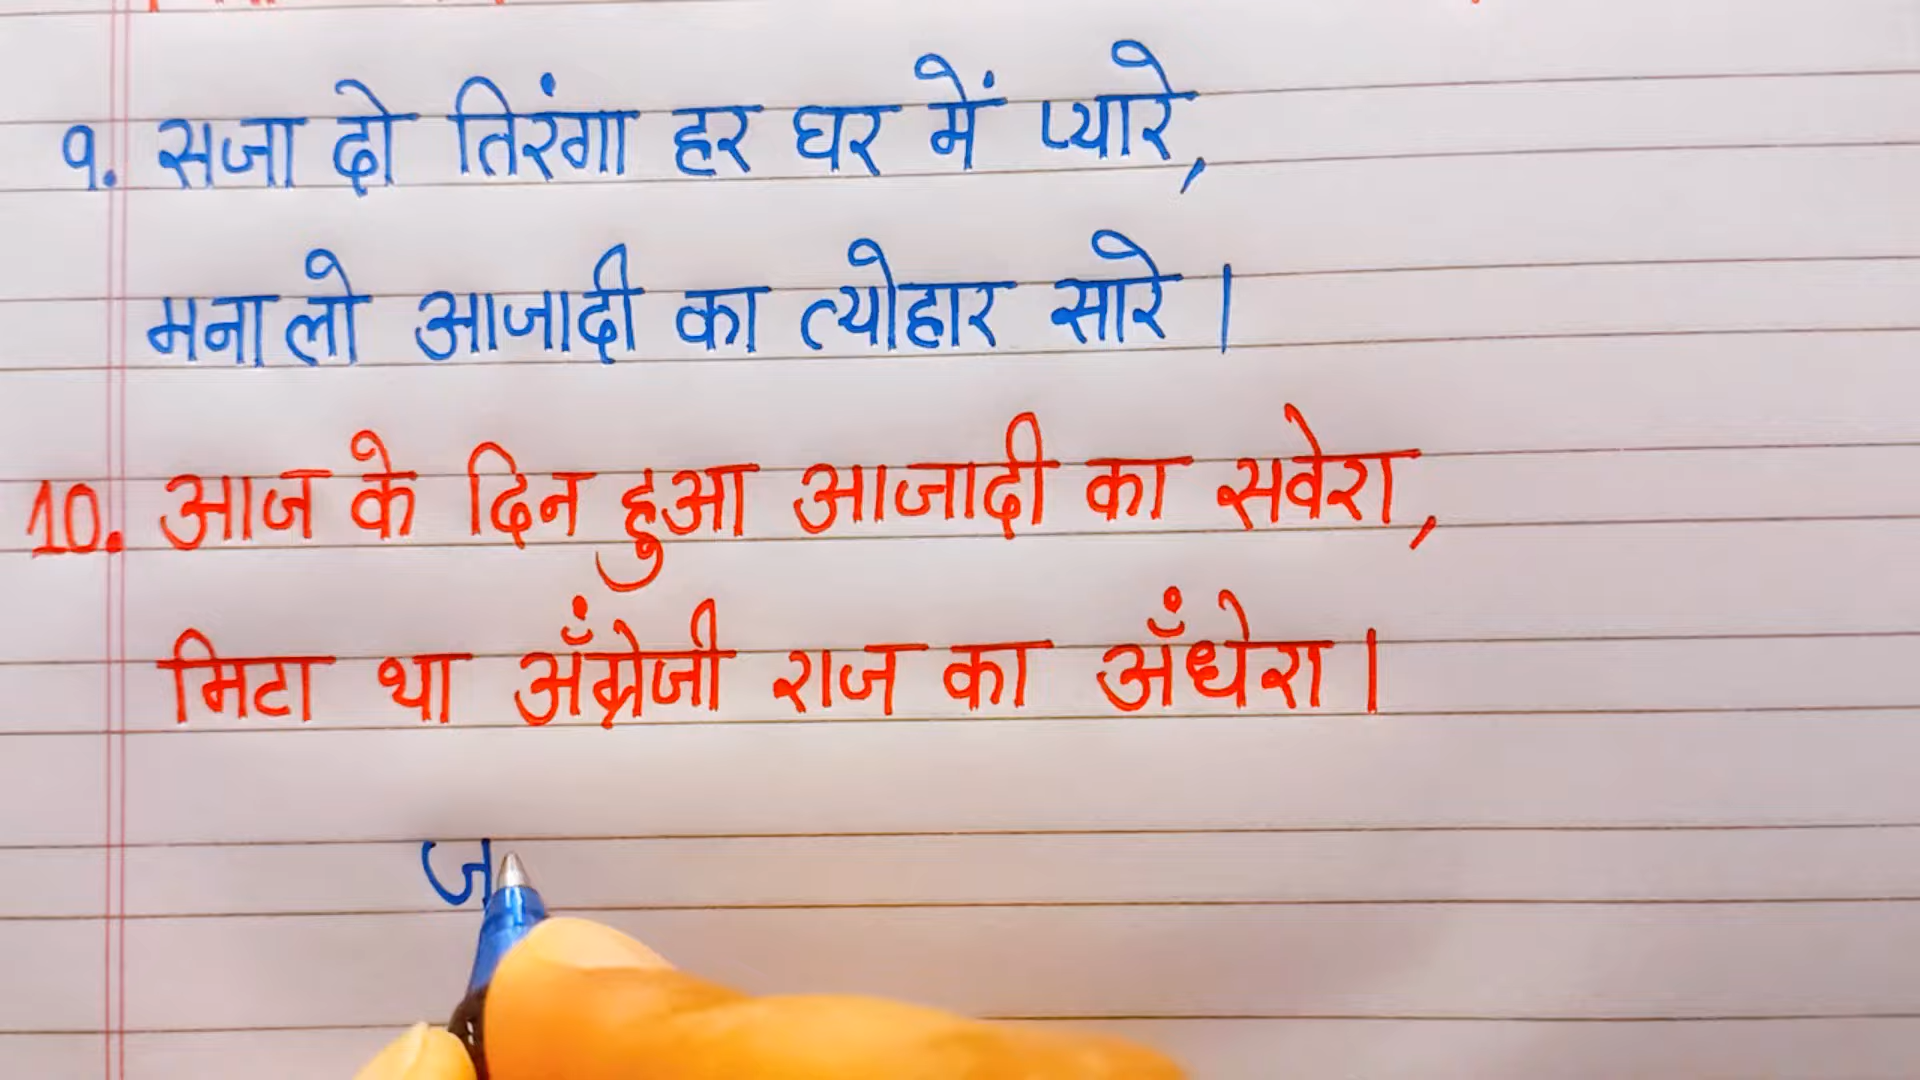 9. सजा दो तिरंगा हर घर में प्यारे,
मना लो आजादी का त्योहार सारे।
10. आज के दिन हुआ आजादी का सवेरा,
मिटा था अँग्रेजी राज का अँधेरा।
ज